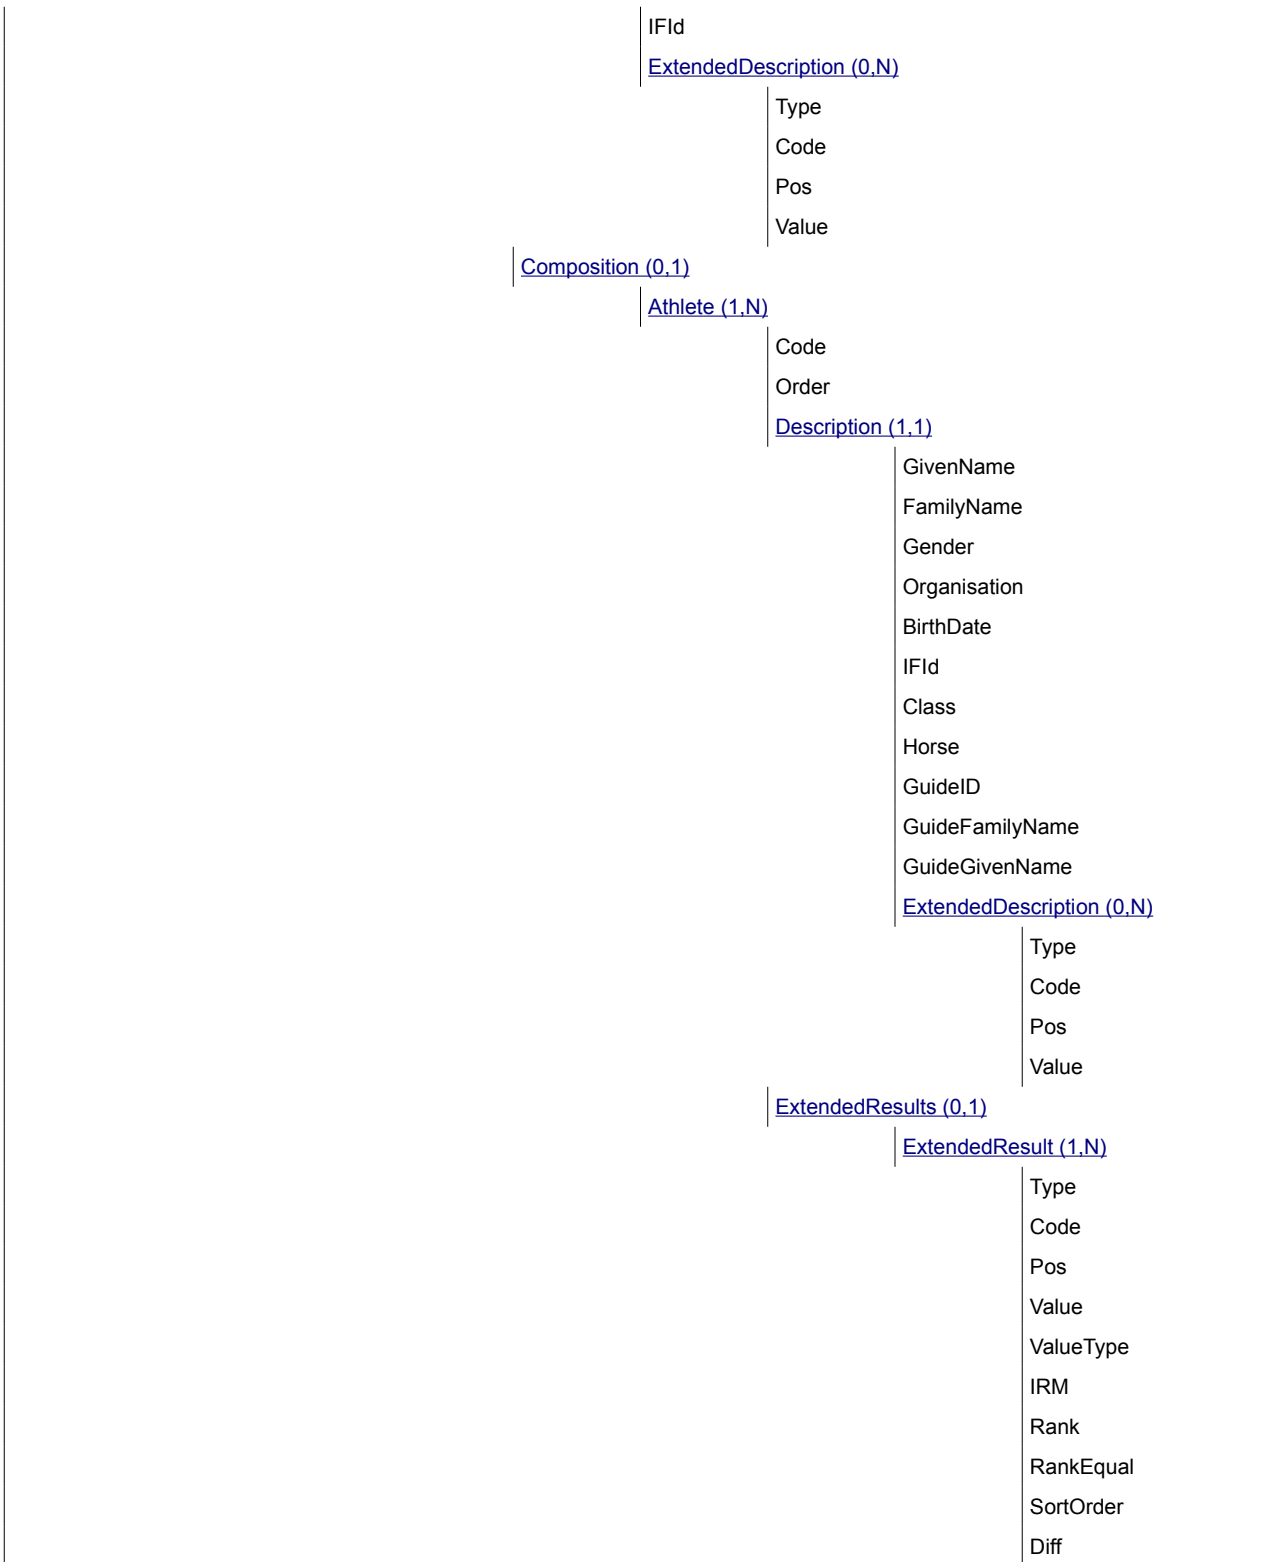 IFId
ExtendedDescription (0,N)
Type
Code
Pos
Value
Composition (0,1)
Athlete (1,N)
Code
Order
Description (1,1)
GivenName
FamilyName
Gender
Organisation
BirthDate
IFId
Class
Horse
GuideID
GuideFamilyName
GuideGivenName
ExtendedDescription (0,N)
Type
Code
Pos
Value
ExtendedResults (0,1)
ExtendedResult (1,N)
Type
Code
Pos
Value
ValueType
IRM
Rank
RankEqual
SortOrder
Diff